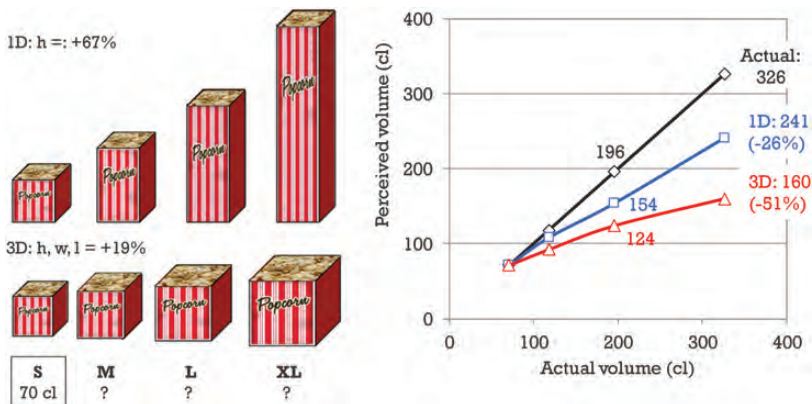 1D: h =: +67%
Popcorn
Popcorn
Popcorn
Popcorn
3D: h, w, l = +19%
Popcorn
Popcorn
Popcorn
Popcorn
S M L XL
70 cl ? ? ?
Perceived volume (cl)
400
300
200
100
0
0 100 200 300 400
Actual volume (cl)
Actual:
326
196
1D: 241
(-26%)
154
3D: 160
(-51%)
124